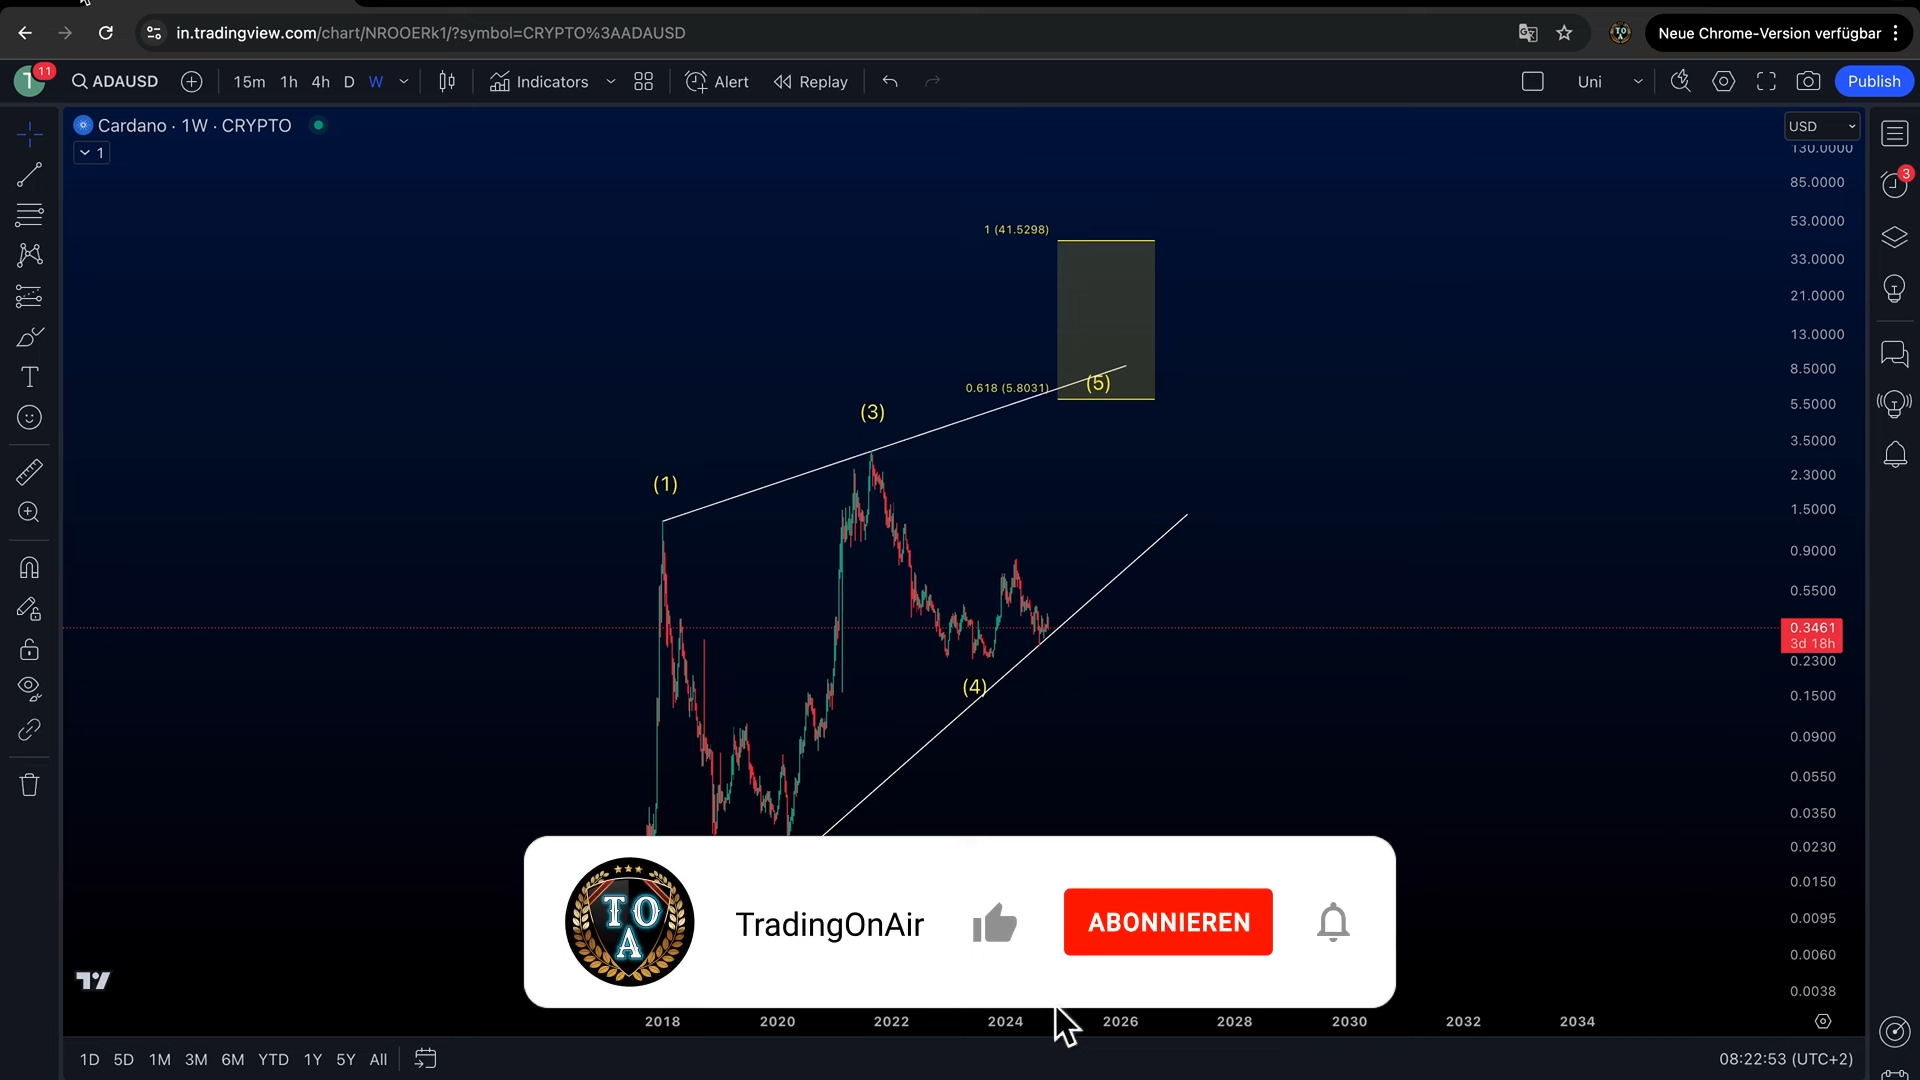 in.tradingview.com/chart/NROOERk1/?symbol=CRYPTO%3AADAUSD
Neue Chrome-Version verfügbar
T
11
ADAUSD
15m
1h
4h
D
W
Indicators
Alert
Replay
Uni
Publish
Cardano · 1W · CRYPTO
1
USD
130.0000
85.0000
53.0000
33.0000
21.0000
13.0000
8.5000
5.5000
3.5000
2.3000
1.5000
0.9000
0.5500
0.3461
3d 18h
0.2300
0.1500
0.0900
0.0550
0.0350
0.0230
0.0150
0.0095
0.0060
0.0038
3
1 (41.5298)
0.618 (5.8031)
(5)
(3)
(1)
(4)
TOA
TradingOnAir
ABONNIEREN
2018
2020
2022
2024
2026
2028
2030
2032
2034
1D
5D
1M
3M
6M
YTD
1Y
5Y
All
08:22:53 (UTC+2)